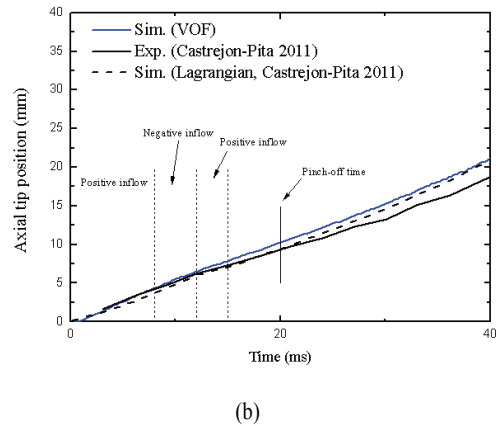 Sim. (VOF)
Exp. (Castrejon-Pita 2011)
Sim. (Lagrangian, Castrejon-Pita 2011)
Negative inflow
Positive inflow
Positive inflow
Pinch-off time
Axial tip position (mm)
40
35
30
25
20
15
10
5
0
0 10 20 30 40
Time (ms)
(b)